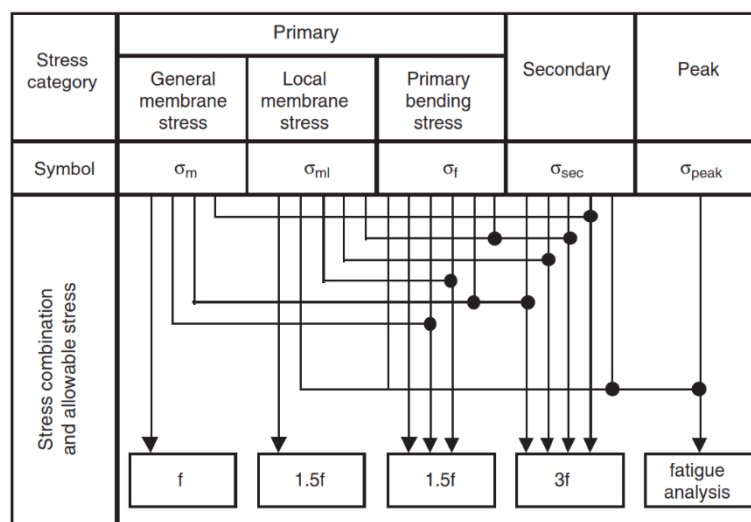 Stress
category
Primary
General
membrane
stress
Local
membrane
stress
Primary
bending
stress
Secondary
Peak
Symbol
σm
σml
σf
σsec
σpeak
Stress combination
and allowable stress
f
1.5f
1.5f
3f
fatigue
analysis